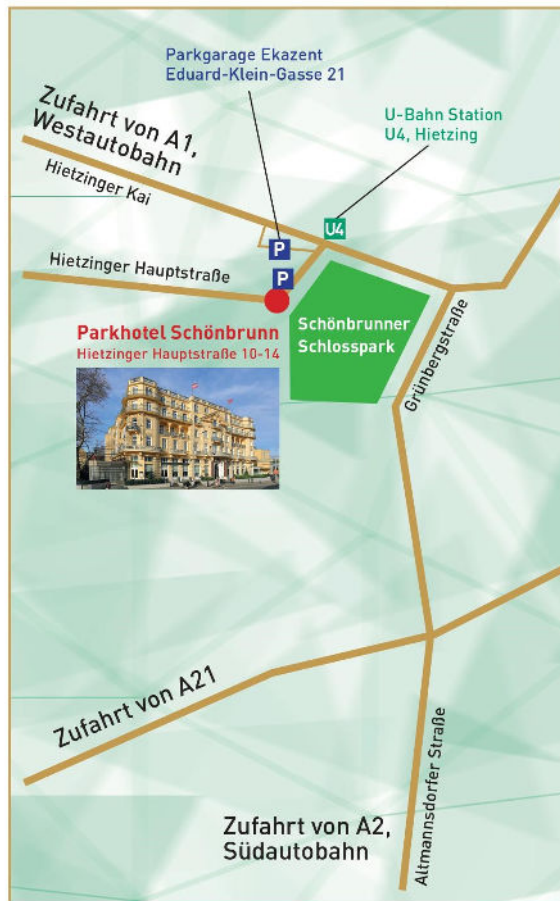 Parkgarage Ekazent
Eduard-Klein-Gasse 21
Zufahrt von A1,
Westautobahn
U-Bahn Station
U4, Hietzing
Hietzinger Kai
U4
P
Hietzinger Hauptstraße
P
Parkhotel Schönbrunn
Hietzinger Hauptstraße 10-14
Schönbrunner
Schlosspark
Grünbergstraße
Zufahrt von A21
Zufahrt von A2,
Südautobahn
Altmannsdorfer Straße